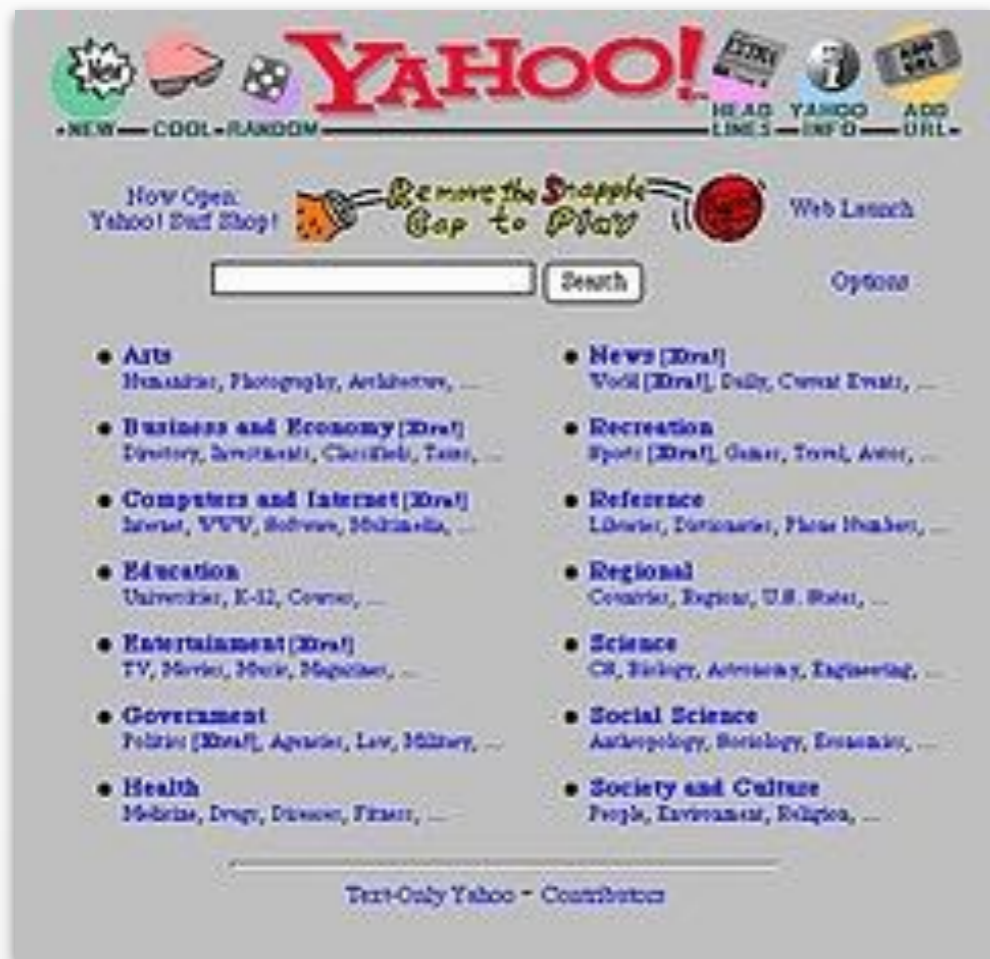 New
YAHOO!
EXTRA
i
ADD URL
NEW COOL RANDOM HEAD LINES YAHOO INFO ADD URL
Now Open: Yahoo! Surf Shop!
Remove the Snapple Cap to Play
Web Launch
Search Options
Arts
Humanities, Photography, Architecture, ...
Business and Economy [Xtra!]
Directory, Investments, Classifieds, Taxes, ...
Computers and Internet [Xtra!]
Internet, WWW, Software, Multimedia, ...
Education
Universities, K-12, Courses, ...
Entertainment [Xtra!]
TV, Movies, Music, Magazines, ...
Government
Politics [Xtra!], Agencies, Law, Military, ...
Health
Medicine, Drugs, Diseases, Fitness, ...
News [Xtra!]
World [Xtra!], Daily, Current Events, ...
Recreation
Sports [Xtra!], Games, Travel, Autos, ...
Reference
Libraries, Dictionaries, Phone Numbers, ...
Regional
Countries, Regions, U.S. States, ...
Science
CS, Biology, Astronomy, Engineering, ...
Social Science
Anthropology, Sociology, Economics, ...
Society and Culture
People, Environment, Religion, ...
Text-Only Yahoo - Contributors